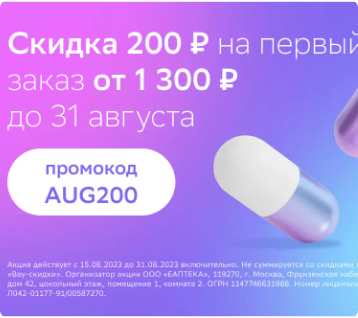 Скидка 200 ₽ на первый
заказ от 1 300 ₽
до 31 августа
промокод
AUG200
Акция действует с 15.08.2023 до 31.08.2023 включительно. Не суммируется со скидками
«Вау-скидки». Организатор акции ООО «ЕАПТЕКА», 119270, г. Москва, Фрунзенская наб
дом 42, цокольный этаж, помещение 1, комната 2. ОГРН 1147746631988. Номер лицензи
Л042-01177-91/00587270.